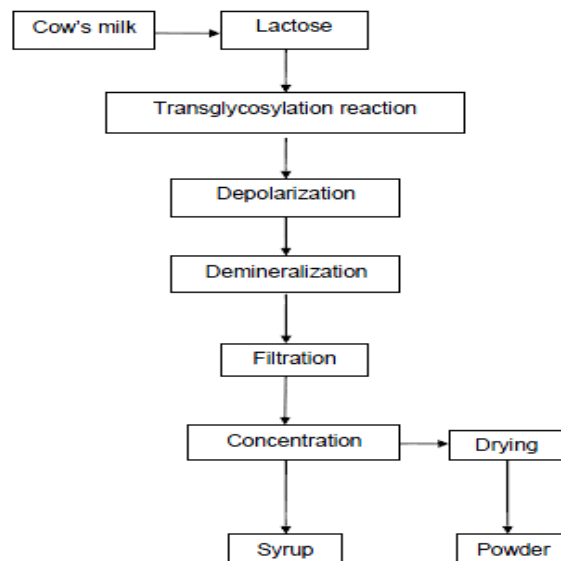 Cow's milk
Lactose
Transglycosylation reaction
Depolarization
Demineralization
Filtration
Concentration
Drying
Syrup
Powder